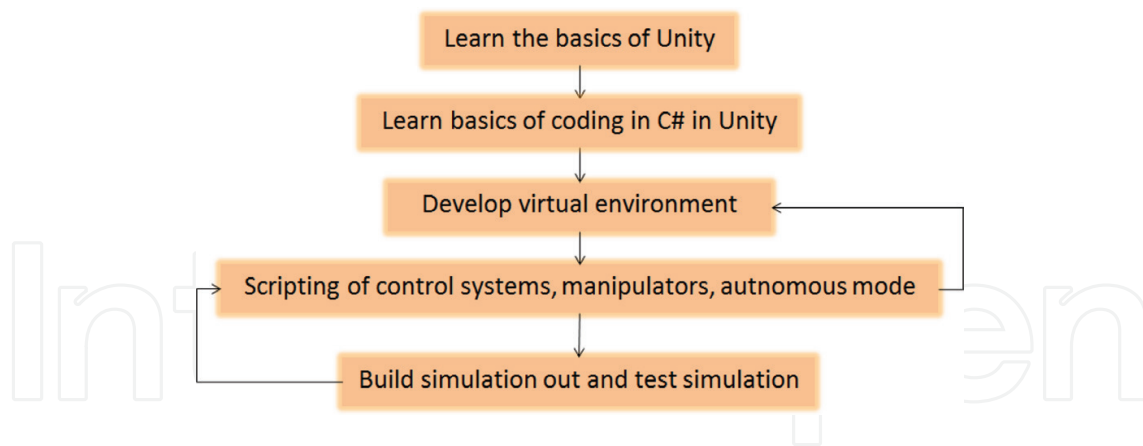 Learn the basics of Unity
Learn basics of coding in C# in Unity
Develop virtual environment
Scripting of control systems, manipulators, autnomous mode
Build simulation out and test simulation